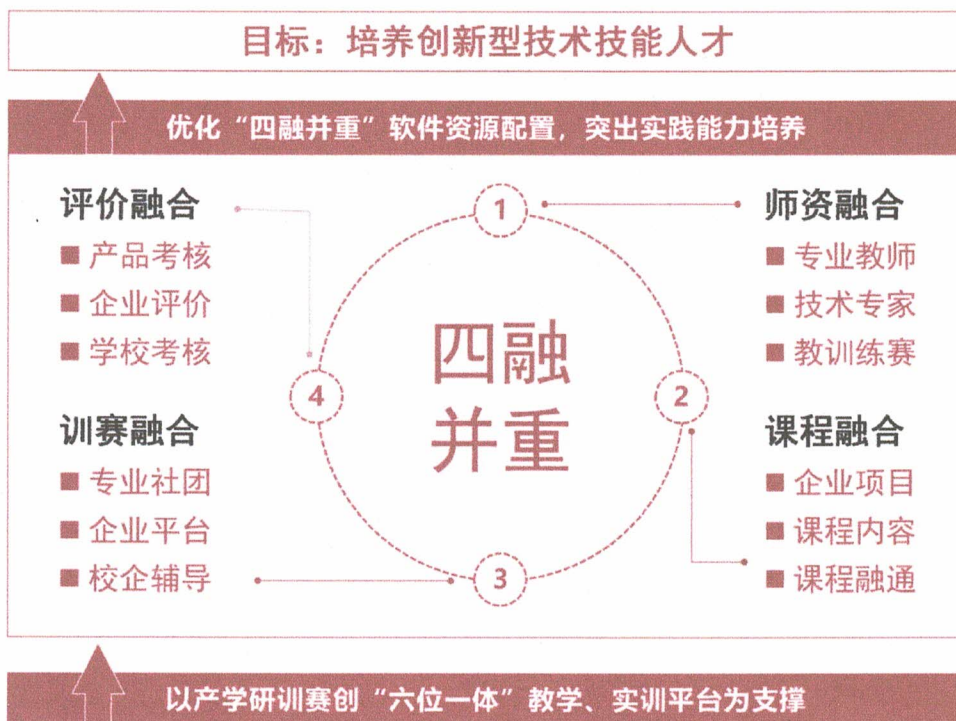 目标：培养创新型技术技能人才
优化“四融并重”软件资源配置，突出实践能力培养
评价融合
■ 产品考核
■ 企业评价
■ 学校考核
训赛融合
■ 专业社团
■ 企业平台
■ 校企辅导
1
2
3
4
四融
并重
师资融合
■ 专业教师
■ 技术专家
■ 教训练赛
课程融合
■ 企业项目
■ 课程内容
■ 课程融通
以产学研训赛创“六位一体”教学、实训平台为支撑